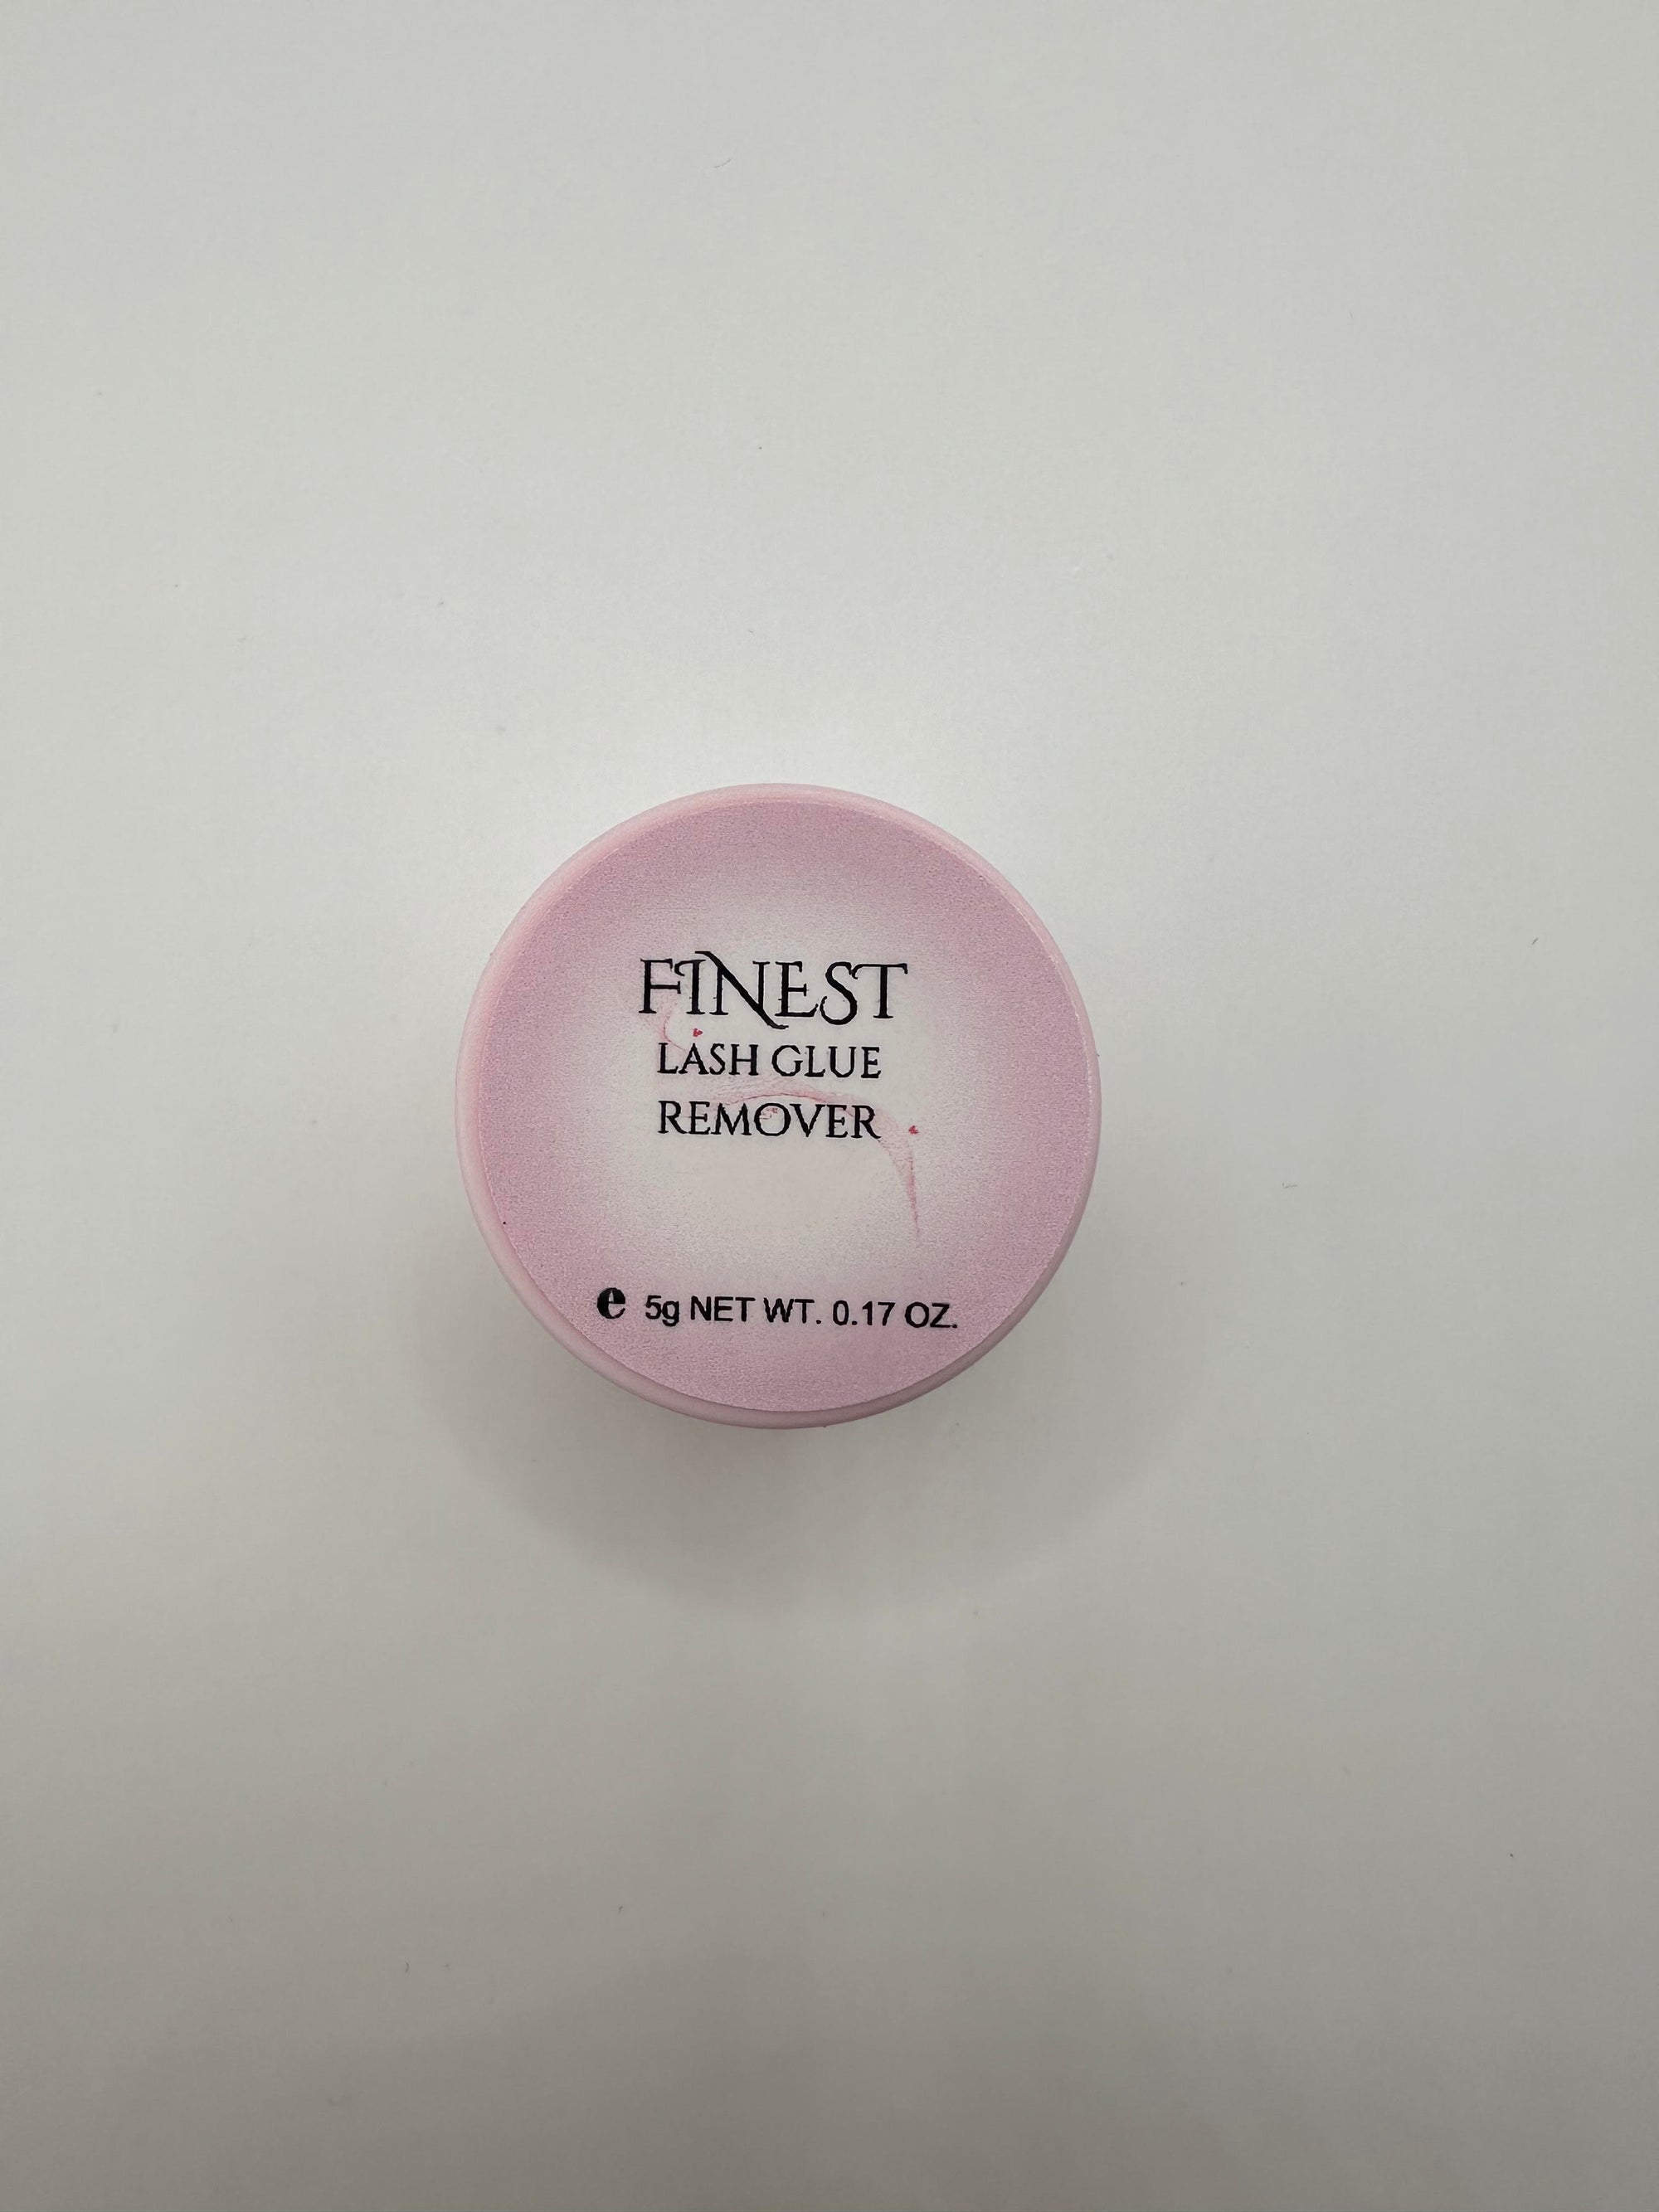 FINEST
LASH GLUE
REMOVER
e 5g NET WT. 0.17 OZ.